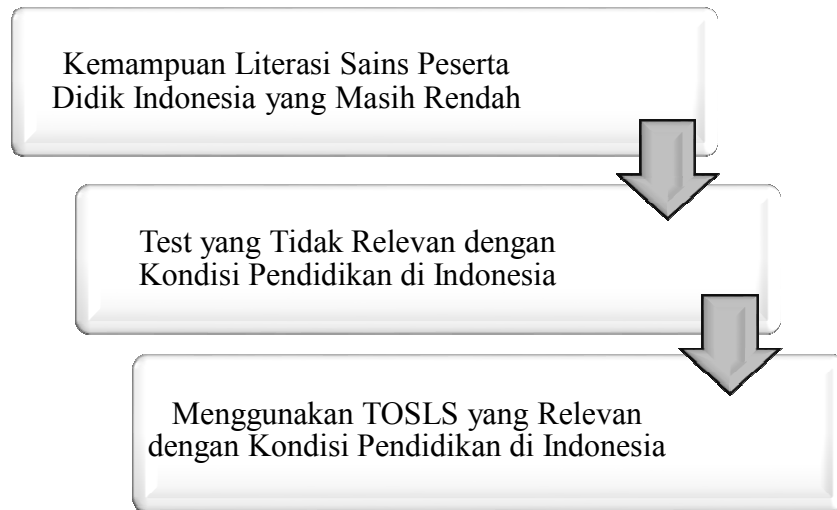 Kemampuan Literasi Sains Peserta
Didik Indonesia yang Masih Rendah
Test yang Tidak Relevan dengan
Kondisi Pendidikan di Indonesia
Menggunakan TOSLS yang Relevan
dengan Kondisi Pendidikan di Indonesia